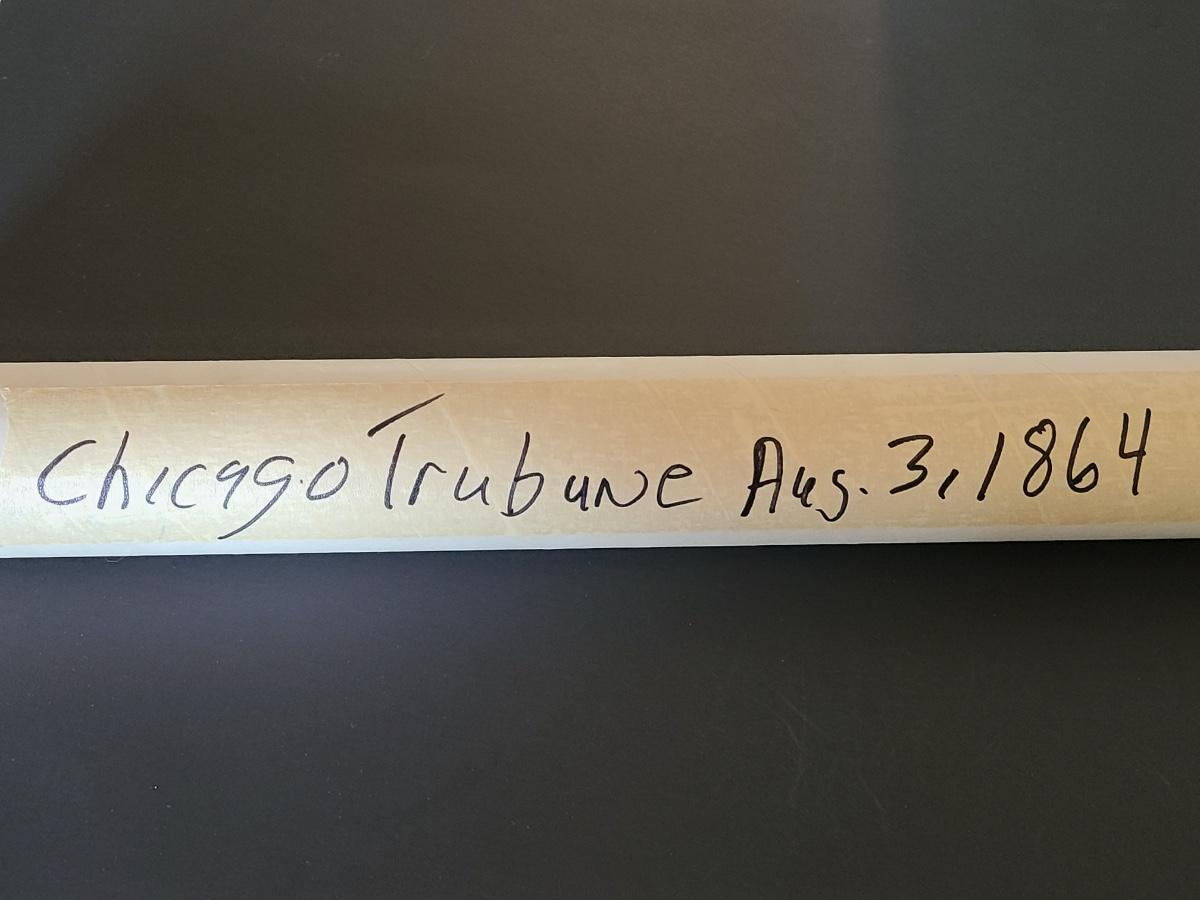 Chicago Trubune Aug. 3, 1864